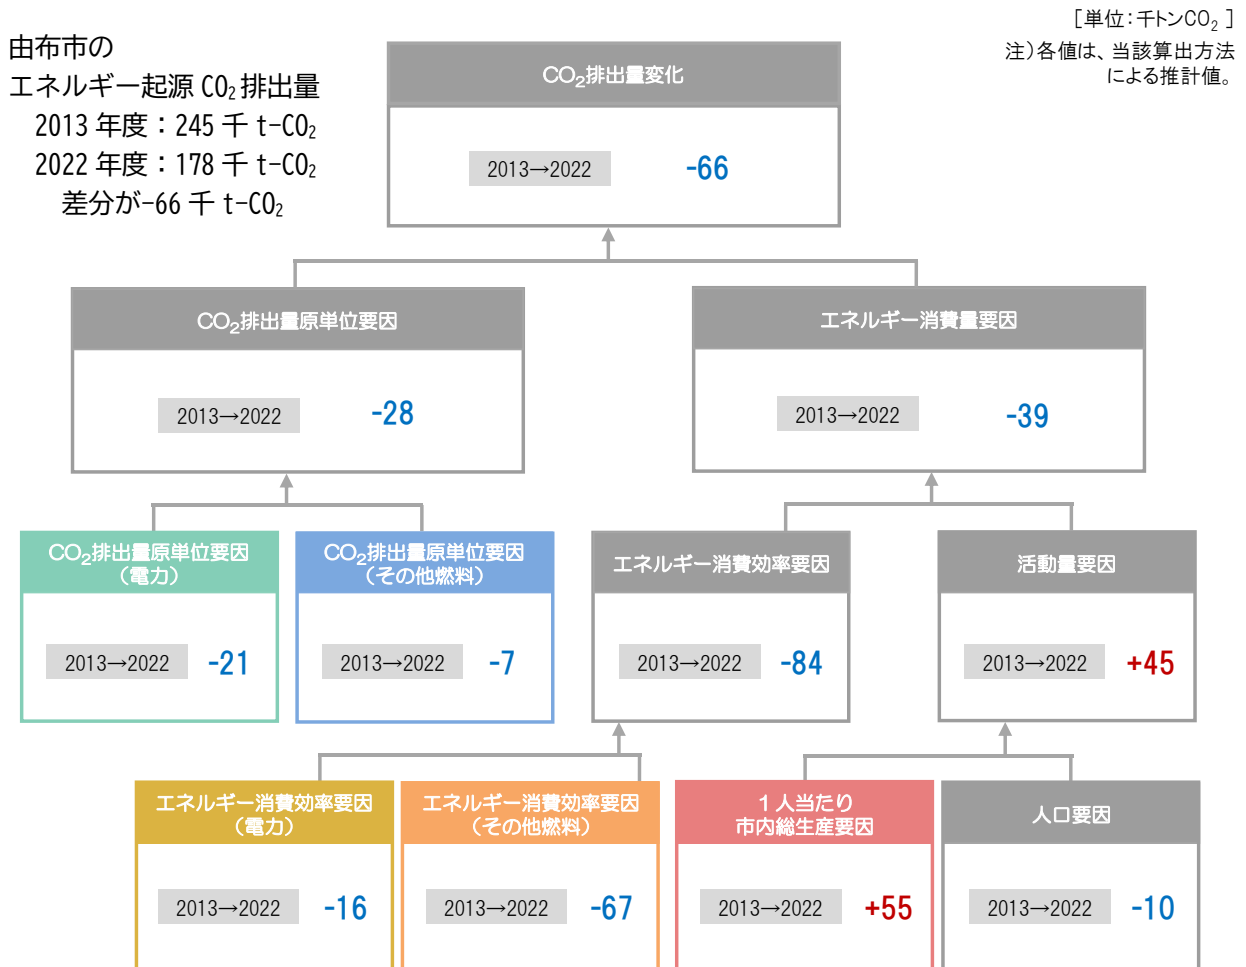 ［単位：千トンCO₂ ］
注）各値は、当該算出方法
による推計値。
由布市の
エネルギー起源 CO₂排出量
2013 年度：245 千 t-CO₂
2022 年度：178 千 t-CO₂
差分が-66 千 t-CO₂
CO₂排出量変化
2013→2022 -66
CO₂排出量原単位要因
2013→2022 -28
エネルギー消費量要因
2013→2022 -39
CO₂排出量原単位要因
（電力）
2013→2022 -21
CO₂排出量原単位要因
（その他燃料）
2013→2022 -7
エネルギー消費効率要因
2013→2022 -84
活動量要因
2013→2022 +45
エネルギー消費効率要因
（電力）
2013→2022 -16
エネルギー消費効率要因
（その他燃料）
2013→2022 -67
１人当たり
市内総生産要因
2013→2022 +55
人口要因
2013→2022 -10